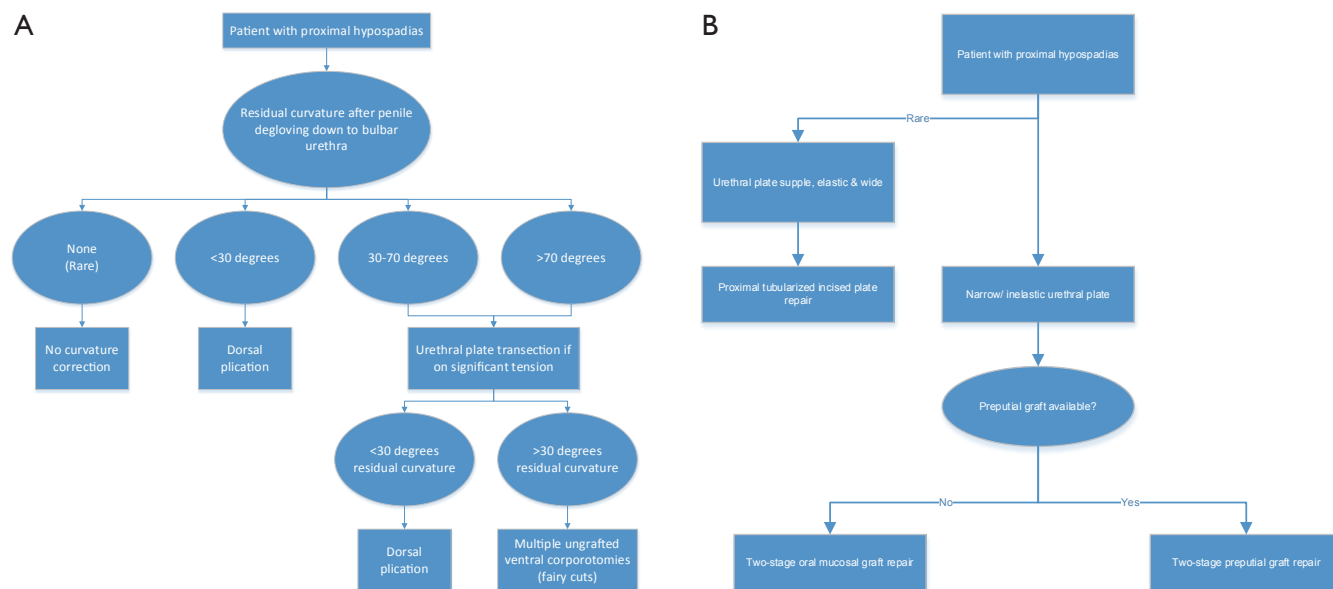 A
Patient with proximal hypospadias
Residual curvature after penile
degloving down to bulbar
urethra
None
(Rare)
<30 degrees
30-70 degrees
>70 degrees
No curvature
correction
Dorsal
plication
Urethral plate transection if
on significant tension
<30 degrees
residual curvature
>30 degrees
residual curvature
Dorsal
plication
Multiple ungrafted
ventral corporotomies
(fairy cuts)
B
Patient with proximal hypospadias
Rare
Urethral plate supple, elastic & wide
Proximal tubularized incised plate
repair
Narrow/ inelastic urethral plate
Preputial graft available?
No
Yes
Two-stage oral mucosal graft repair
Two-stage preputial graft repair